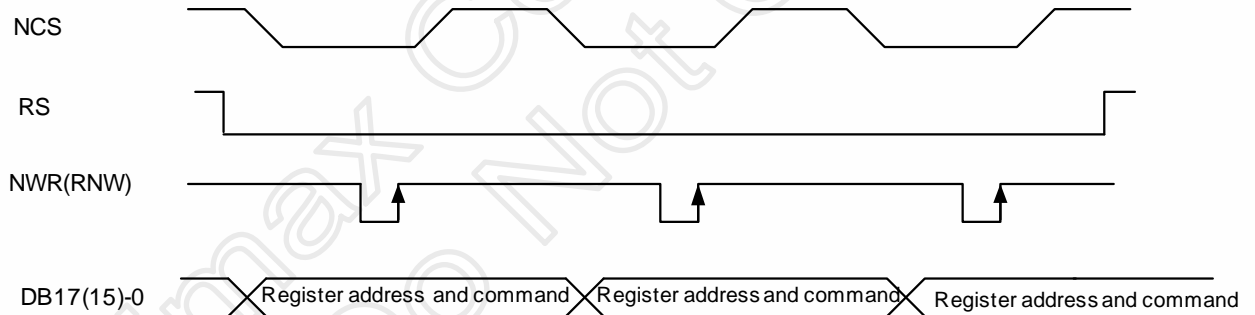 NCS
RS
NWR(RNW)
DB17(15)-0
Register address and command
Register address and command
Register address and command